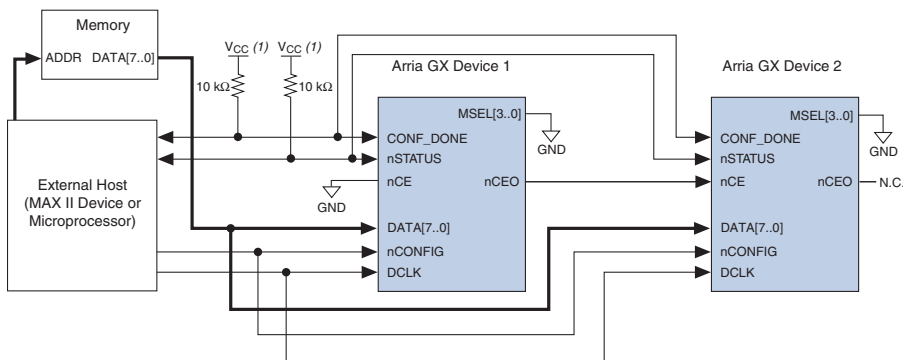 Memory
ADDR DATA[7..0]
VCC (1) VCC (1)
10 kΩ 10 kΩ
Arria GX Device 1
Arria GX Device 2
MSEL[3..0]
CONF_DONE
nSTATUS
nCE nCEO
GND
GND
DATA[7..0]
nCONFIG
DCLK
MSEL[3..0]
CONF_DONE
nSTATUS
nCE nCEO
GND
N.C.
DATA[7..0]
nCONFIG
DCLK
External Host
(MAX II Device or
Microprocessor)